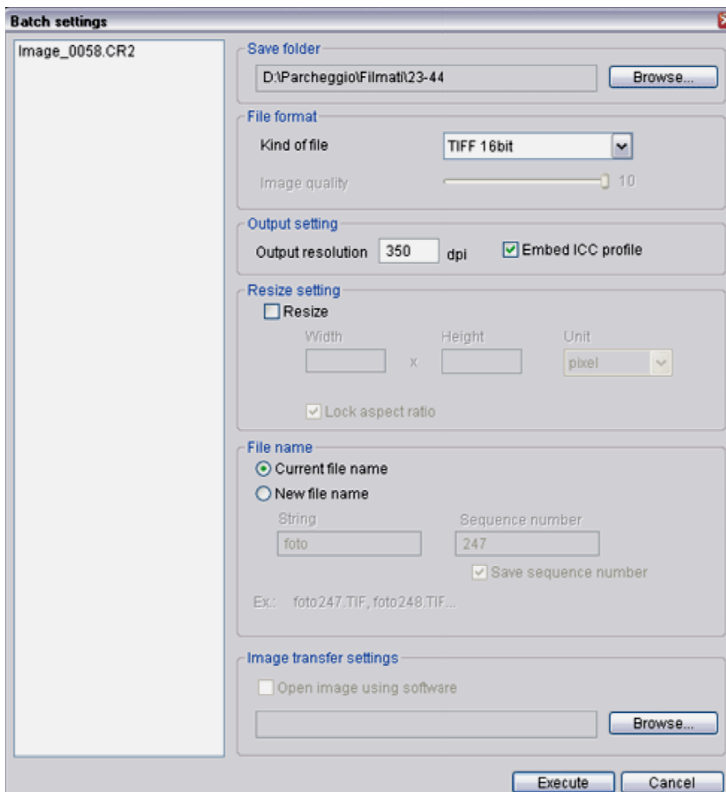 Batch settings
Image_0058.CR2
Save folder
D:\Parcheggio\Filmati\23-44
Browse...
File format
Kind of file
TIFF 16bit
Image quality
10
Output setting
Output resolution 350 dpi
Embed ICC profile
Resize setting
Resize
Width Height Unit
x pixel
Lock aspect ratio
File name
Current file name
New file name
String Sequence number
foto 247
Save sequence number
Ex.: foto247.TIF, foto248.TIF...
Image transfer settings
Open image using software
Browse...
Execute Cancel